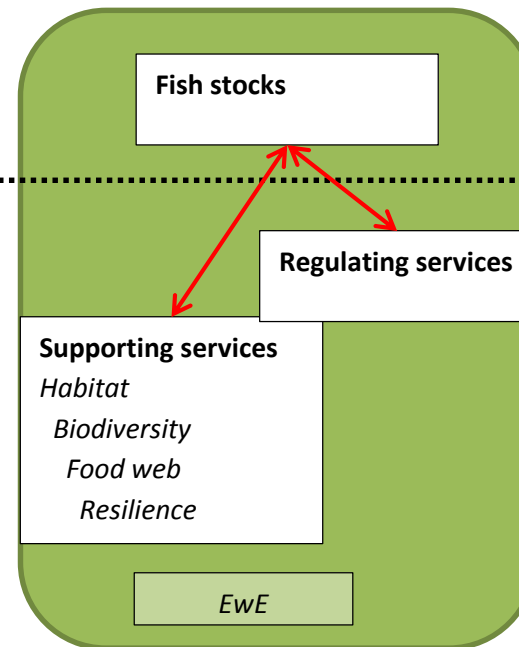 Fish stocks
Regulating services
Supporting services
Habitat
Biodiversity
Food web
Resilience
EwE